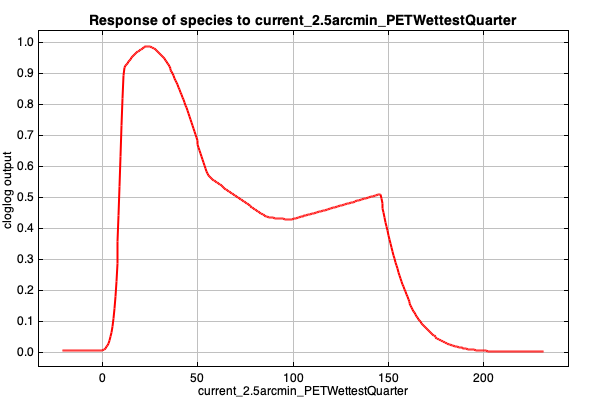 Response of species to current_2.5arcmin_PETWettestQuarter
cloglog output
1.0
0.9
0.8
0.7
0.6
0.5
0.4
0.3
0.2
0.1
0.0
0 50 100 150 200
current_2.5arcmin_PETWettestQuarter